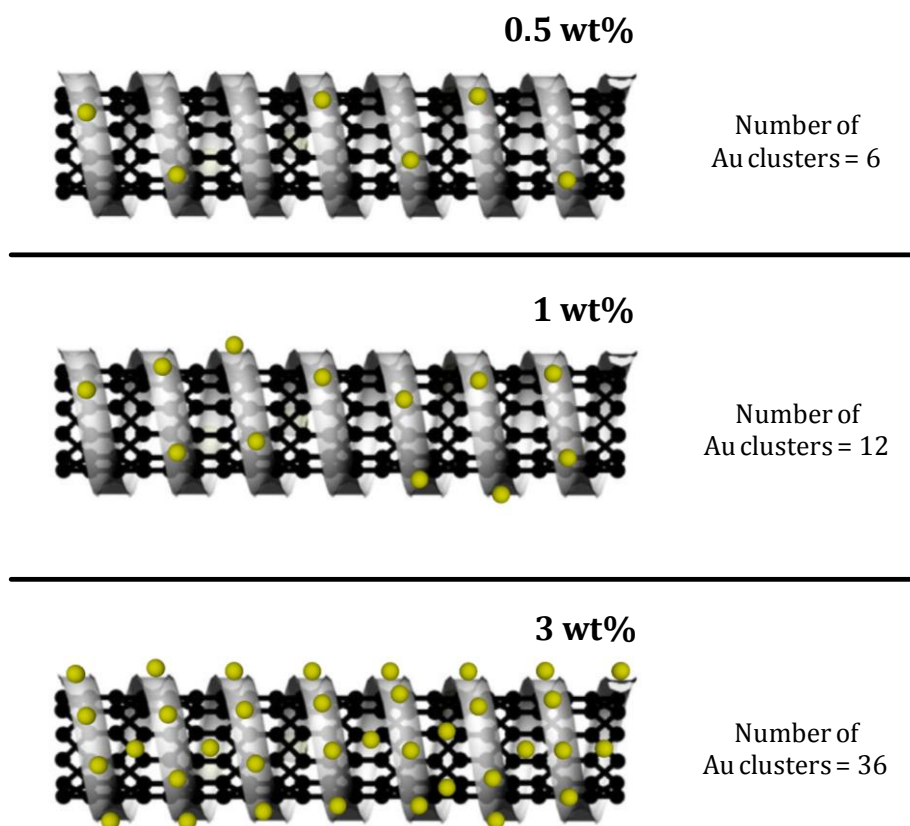 0.5 wt%
Number of
Au clusters = 6
1 wt%
Number of
Au clusters = 12
3 wt%
Number of
Au clusters = 36